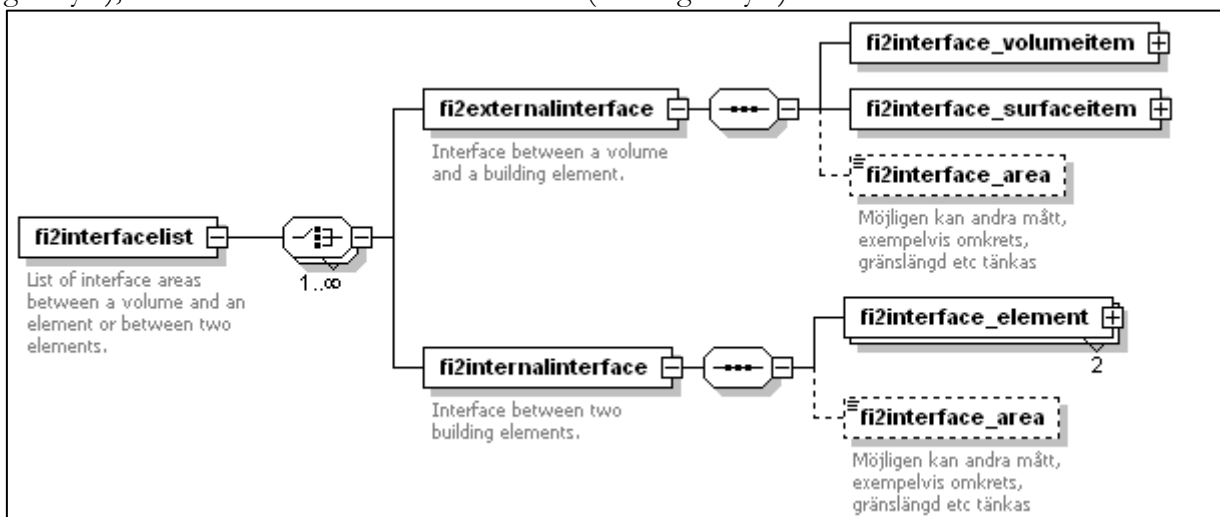 fi2interfacelist
List of interface areas
between a volume and an
element or between two
elements.
1..∞
fi2externalinterface
Interface between a volume
and a building element.
fi2interface_volumeitem
fi2interface_surfaceitem
fi2interface_area
Möjligen kan andra mått,
exempelvis omkrets,
gränslängd etc tänkas
fi2internalinterface
Interface between two
building elements.
fi2interface_element
2
fi2interface_area
Möjligen kan andra mått,
exempelvis omkrets,
gränslängd etc tänkas